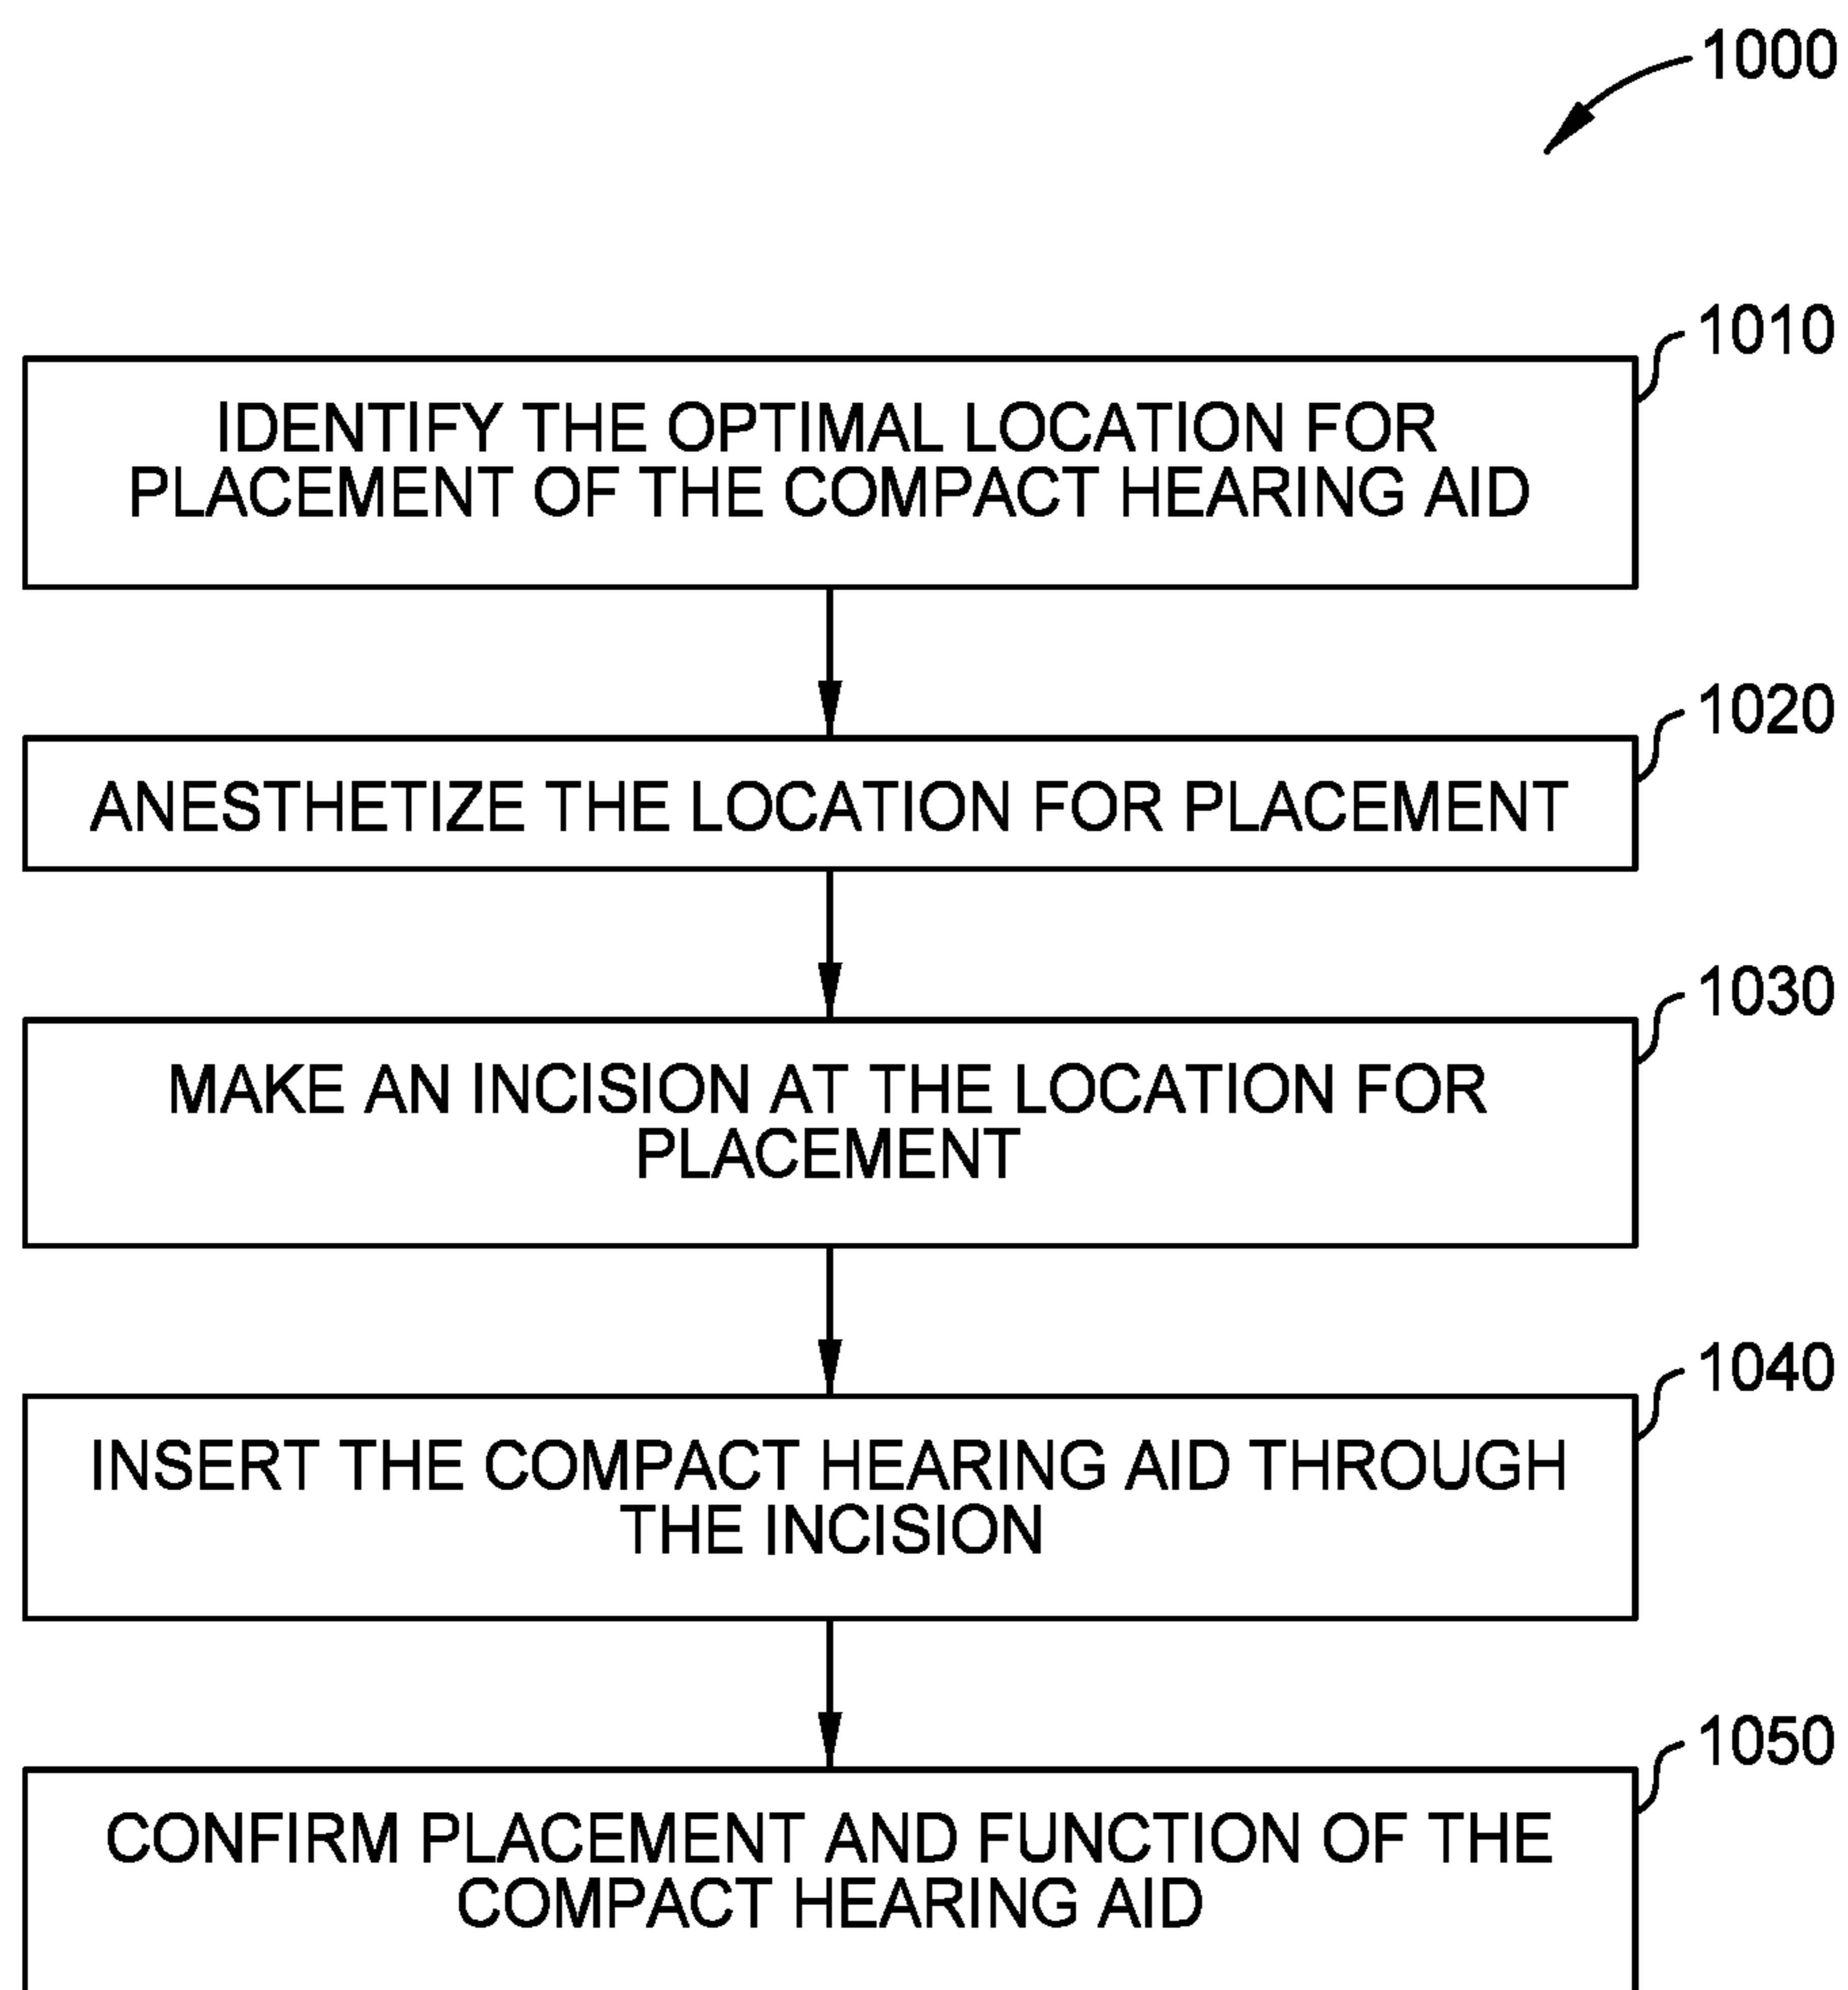 1000
1010
IDENTIFY THE OPTIMAL LOCATION FOR
PLACEMENT OF THE COMPACT HEARING AID
1020
ANESTHETIZE THE LOCATION FOR PLACEMENT
1030
MAKE AN INCISION AT THE LOCATION FOR
PLACEMENT
1040
INSERT THE COMPACT HEARING AID THROUGH
THE INCISION
1050
CONFIRM PLACEMENT AND FUNCTION OF THE
COMPACT HEARING AID